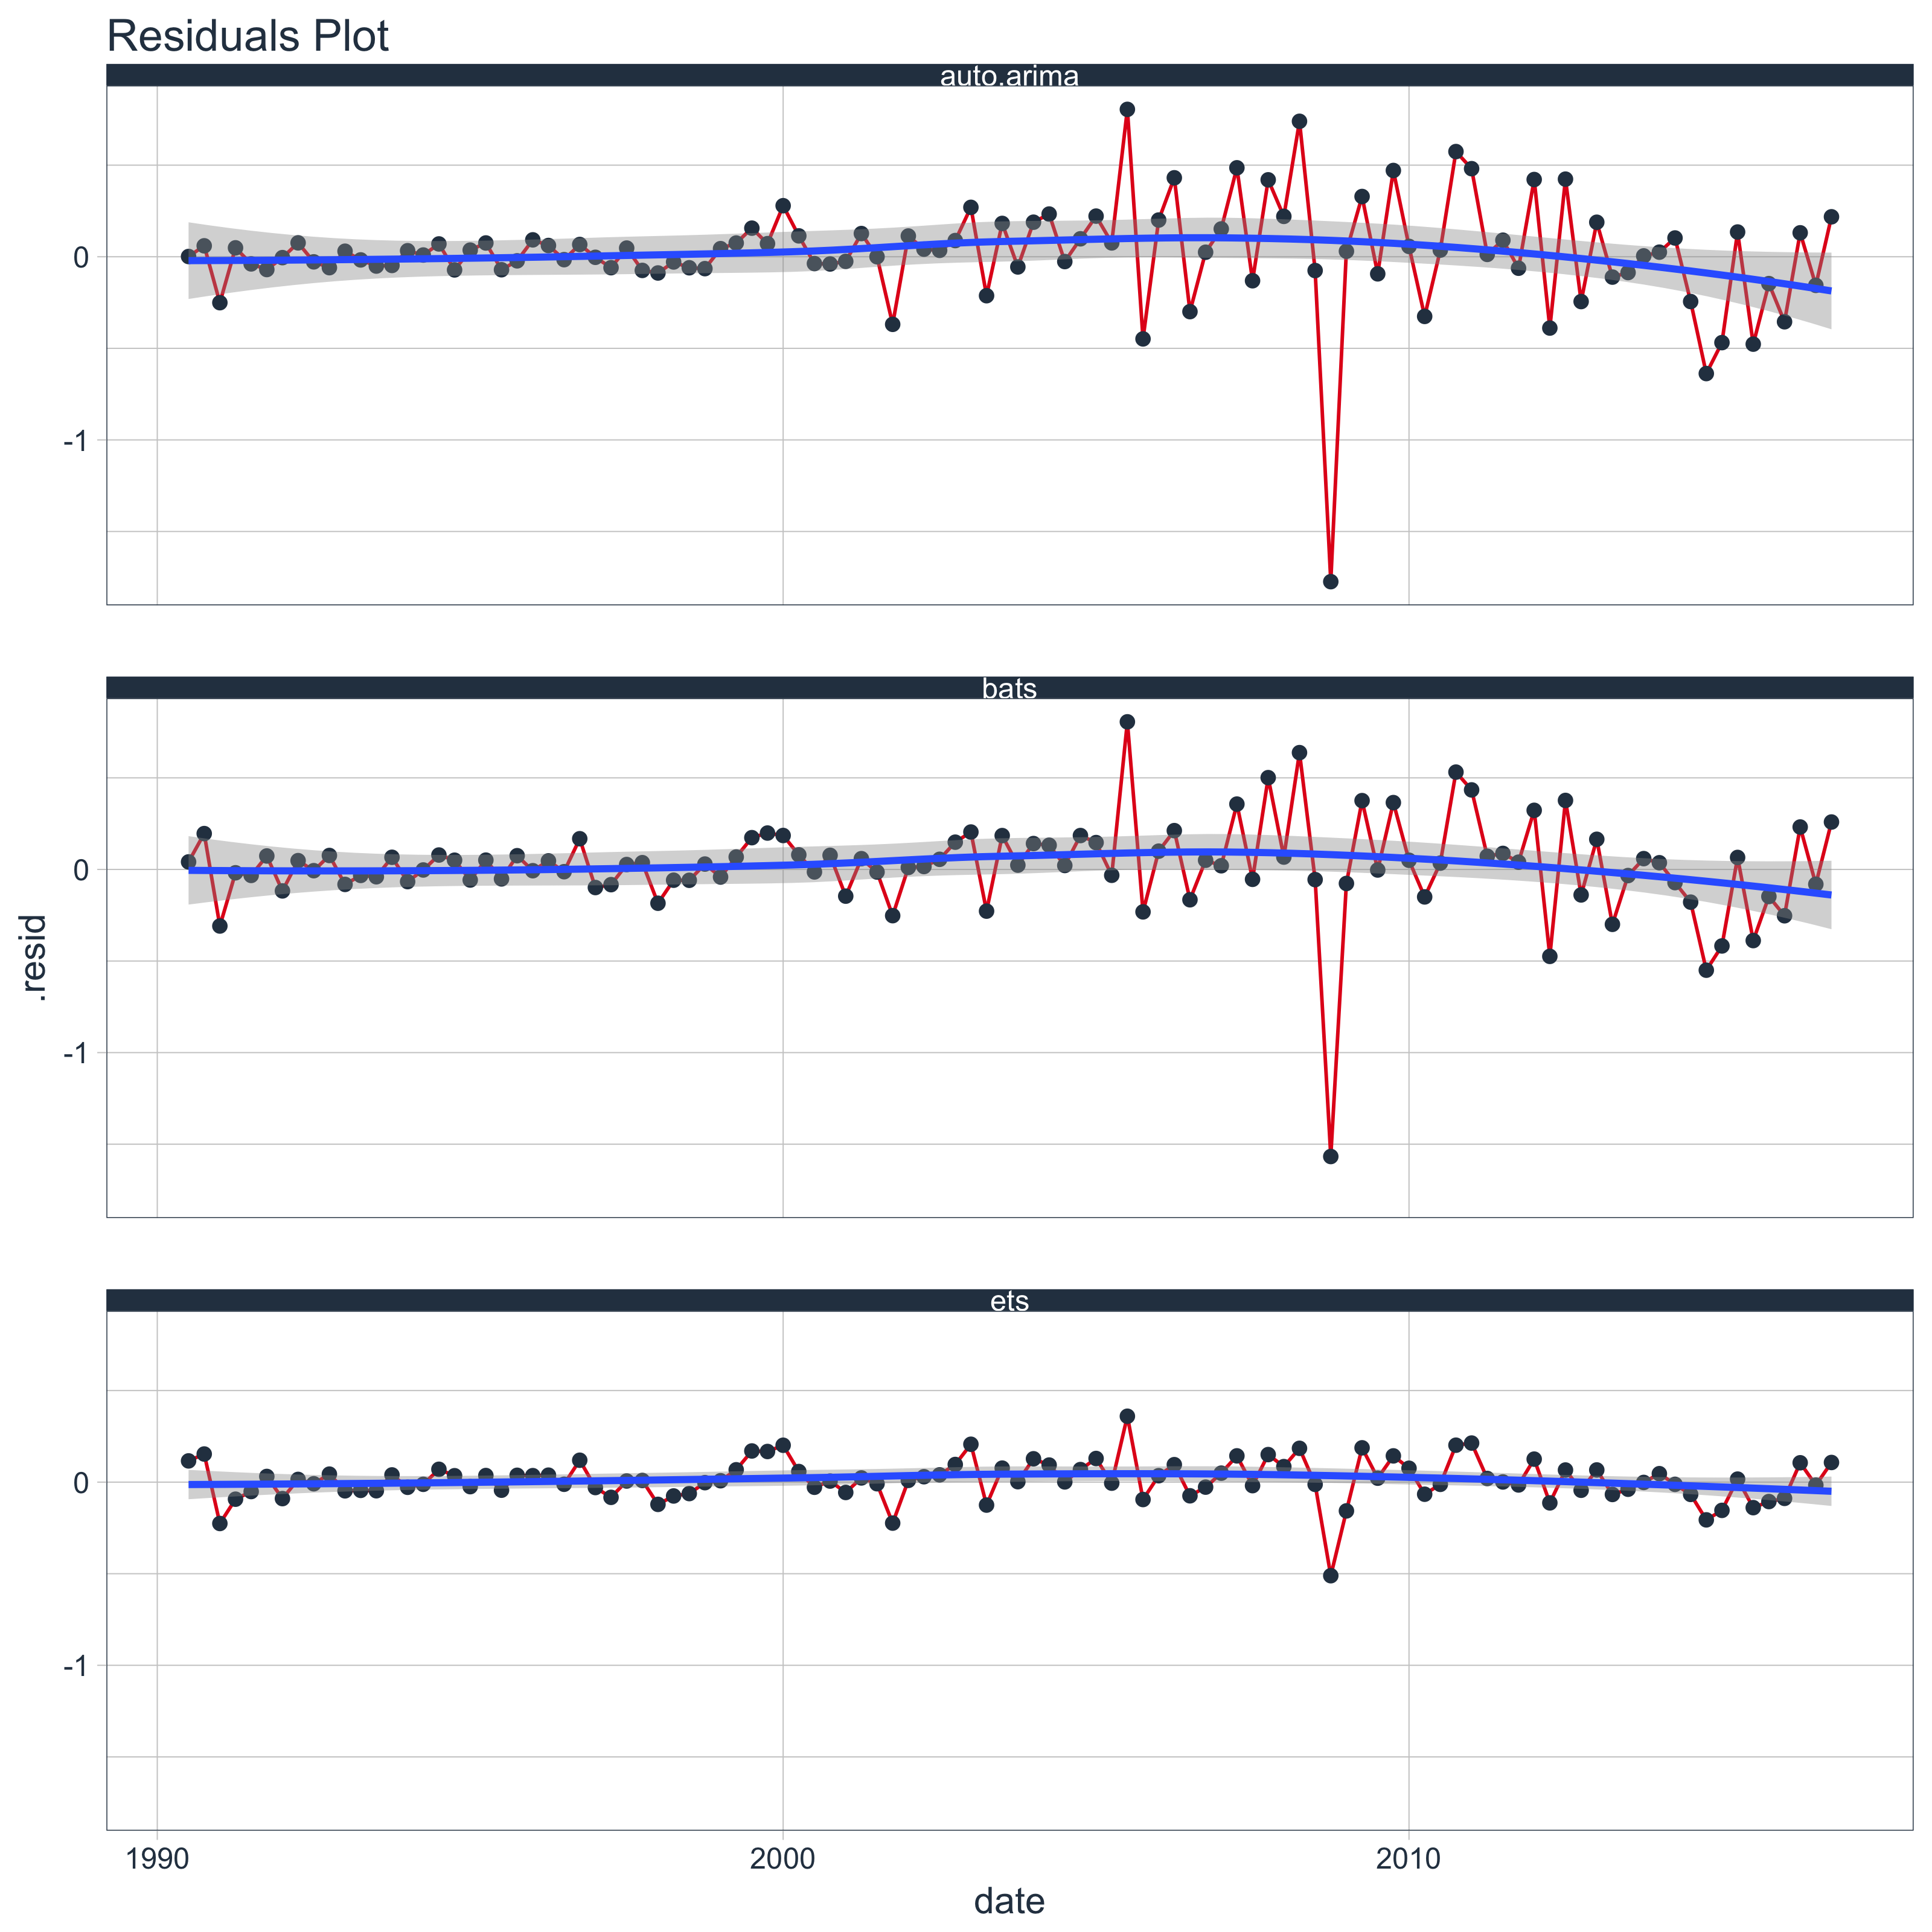 Residuals Plot
auto.arima
0
-1
bats
0
-1
.resid
ets
0
-1
1990
2000
2010
date